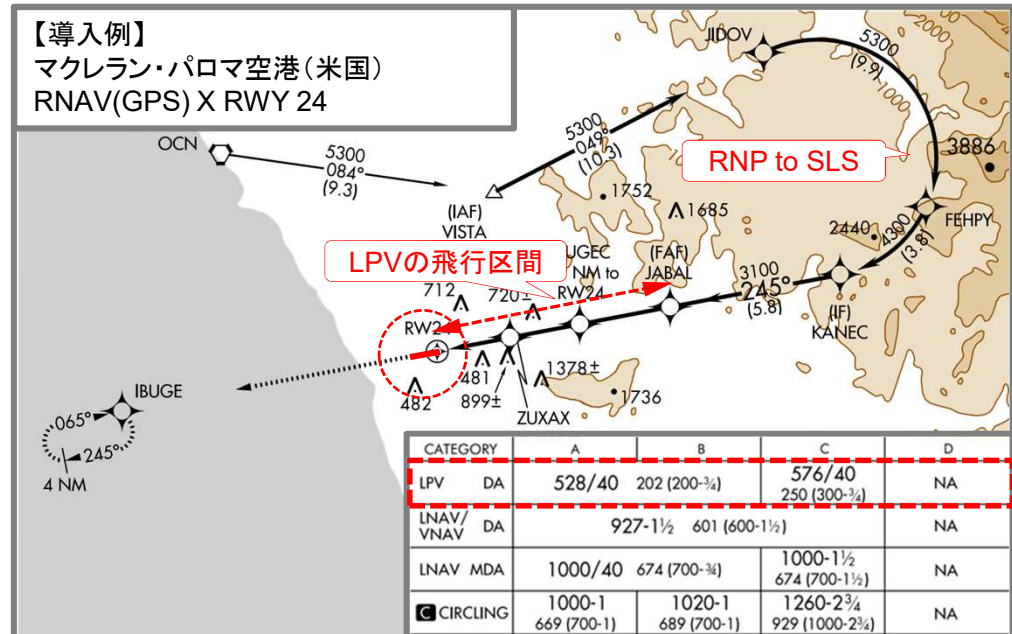 【導入例】
マクレラン・パロマ空港(米国)
RNAV(GPS) X RWY 24
JIDOV
5300
(9.9)
2000
1000
OCN
5300
084°
(9.3)
5300
049°
(10.3)
RNP to SLS
3886
1752
1685
(IAF)
VISTA
FEHPY
2440
4300
(3.8)
LPVの飛行区間
UGEC
NM to
RW24
(FAF)
JABAL
3100
245°
(5.8)
(IF)
KANEC
712
720±
RW2
481
899±
482
1378±
1736
ZUXAX
IBUGE
065°
245°
4 NM
CATEGORY A B C D
LPV DA 528/40 202 (200-¾) 576/40 250 (300-¾) NA
LNAV/VNAV DA 927-1½ 601 (600-1½) NA
LNAV MDA 1000/40 674 (700-¾) 1000-1½ 674 (700-1½) NA
C CIRCLING 1000-1 669 (700-1) 1020-1 689 (700-1) 1260-2¾ 929 (1000-2¾) NA